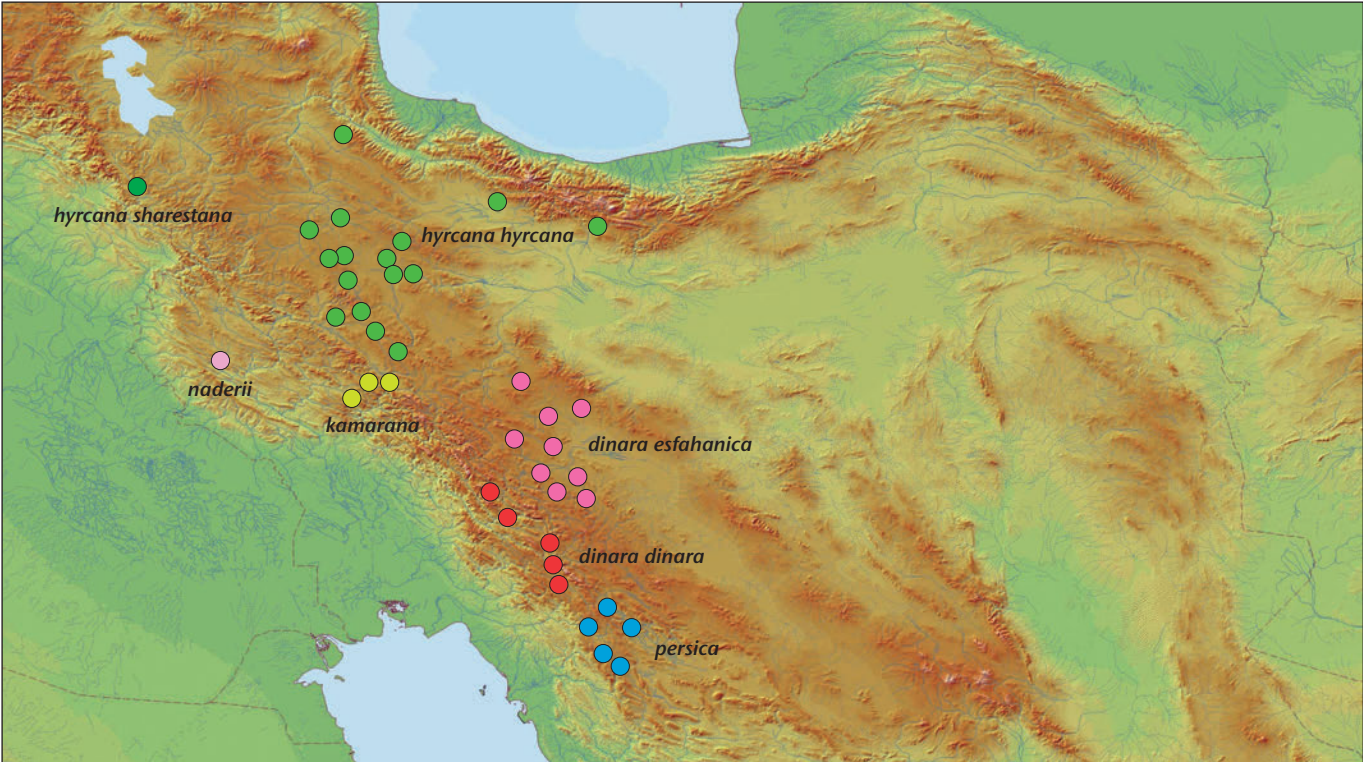 hyrcana sharestana
hyrcana hyrcana
naderii
kamarana
dinara esfahanica
dinara dinara
persica